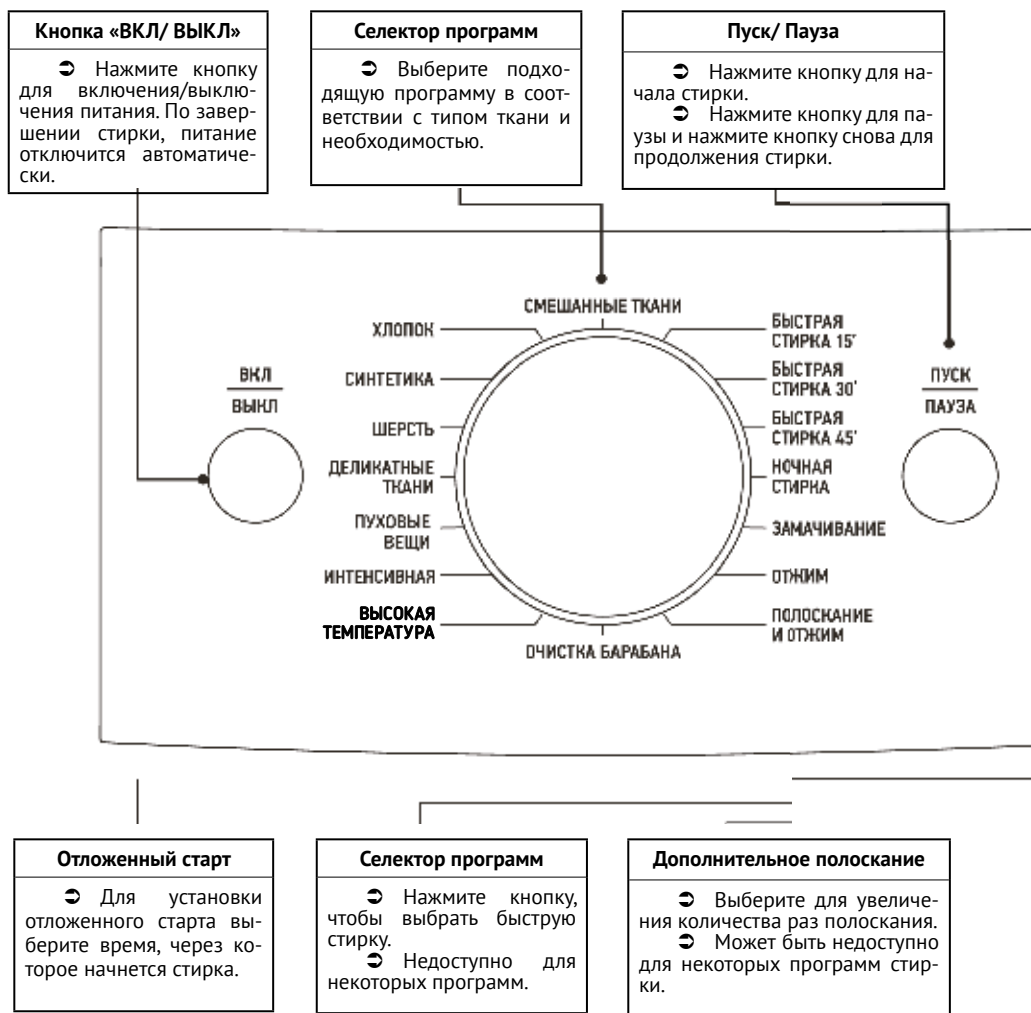 Кнопка «ВКЛ/ ВЫКЛ»
➲ Нажмите кнопку
для включения/выклю-
чения питания. По завер-
шении стирки, питание
отключится автоматиче-
ски.
Селектор программ
➲ Выберите подхо-
дящую программу в соот-
ветствии с типом ткани и
необходимостью.
Пуск/ Пауза
➲ Нажмите кнопку для на-
чала стирки.
➲ Нажмите кнопку для па-
узы и нажмите кнопку снова для
продолжения стирки.
СМЕШАННЫЕ ТКАНИ
ХЛОПОК
СИНТЕТИКА
ШЕРСТЬ
ДЕЛИКАТНЫЕ
ТКАНИ
ПУХОВЫЕ
ВЕЩИ
ИНТЕНСИВНАЯ
ВЫСОКАЯ
ТЕМПЕРАТУРА
ОЧИСТКА БАРАБАНА
БЫСТРАЯ
СТИРКА 15'
БЫСТРАЯ
СТИРКА 30'
БЫСТРАЯ
СТИРКА 45'
НОЧНАЯ
СТИРКА
ЗАМАЧИВАНИЕ
ОТЖИМ
ПОЛОСКАНИЕ
И ОТЖИМ
ВКЛ
ВЫКЛ
ПУСК
ПАУЗА
Отложенный старт
➲ Для установки
отложенного старта вы-
берите время, через ко-
торое начнется стирка.
Селектор программ
➲ Нажмите кнопку,
чтобы выбрать быструю
стирку.
➲ Недоступно для
некоторых программ.
Дополнительное полоскание
➲ Выберите для увеличе-
ния количества раз полоскания.
➲ Может быть недоступно
для некоторых программ стир-
ки.